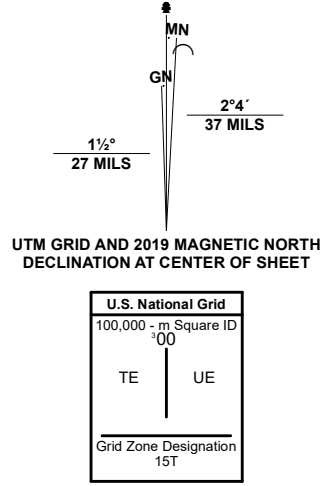 MN
GN
2°4´
37 MILS
1½°
27 MILS
UTM GRID AND 2019 MAGNETIC NORTH
DECLINATION AT CENTER OF SHEET
U.S. National Grid
100,000 - m Square ID
³00
TE UE
Grid Zone Designation
15T